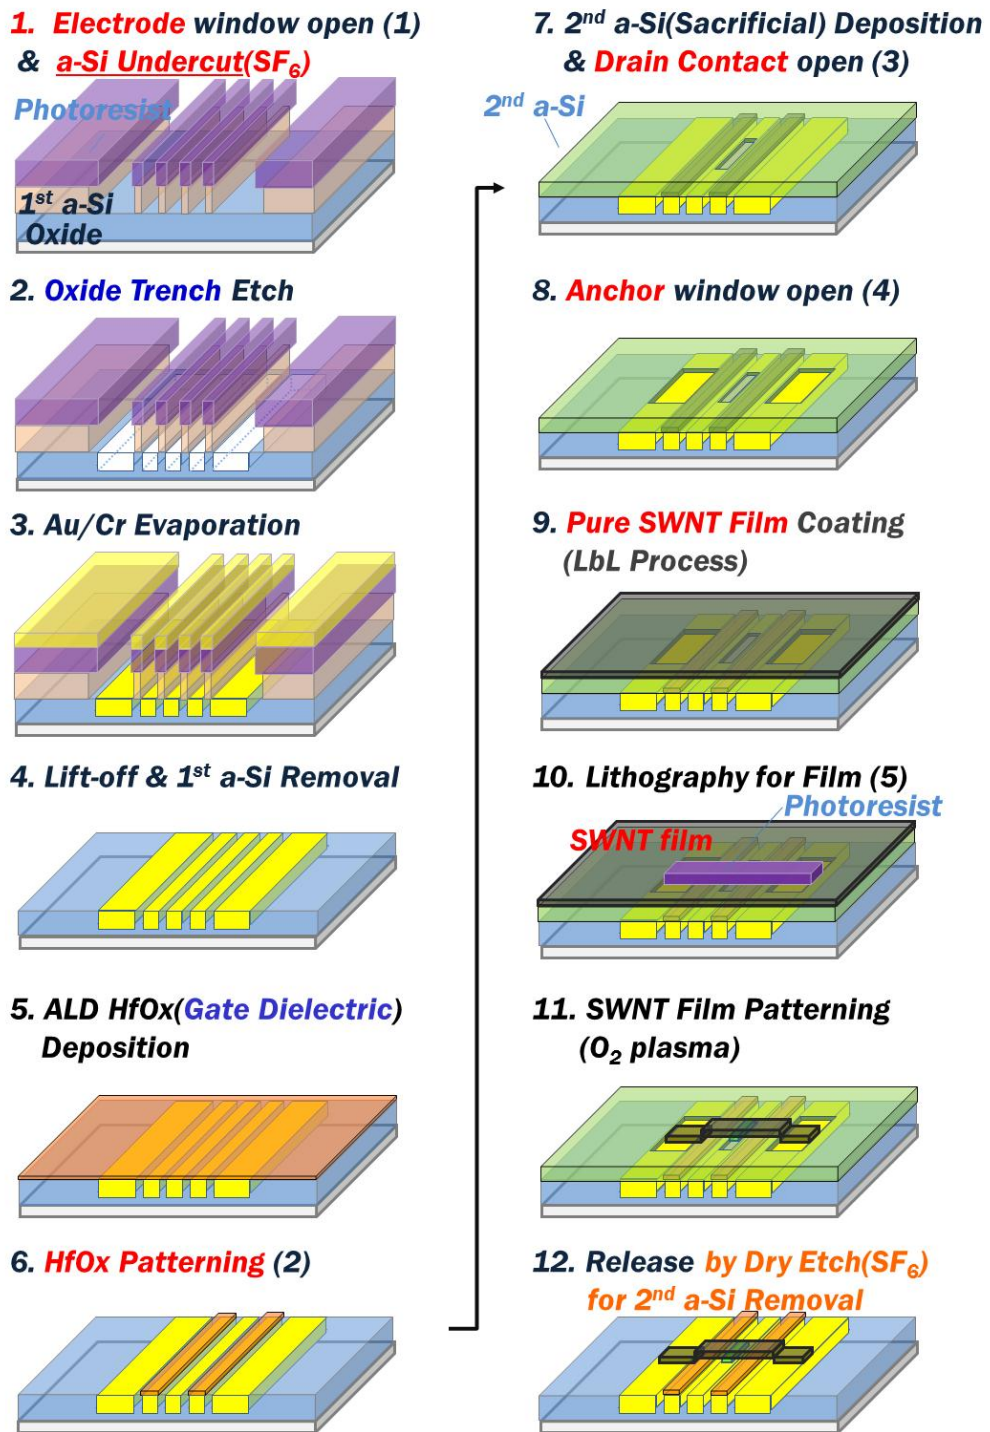 1. Electrode window open (1)
& a-Si Undercut(SF6)
Photoresist
1st a-Si
Oxide
2. Oxide Trench Etch
3. Au/Cr Evaporation
4. Lift-off & 1st a-Si Removal
5. ALD HfOx(Gate Dielectric)
Deposition
6. HfOx Patterning (2)
7. 2nd a-Si(Sacrificial) Deposition
& Drain Contact open (3)
2nd a-Si
8. Anchor window open (4)
9. Pure SWNT Film Coating
(LbL Process)
10. Lithography for Film (5)
Photoresist
SWNT film
11. SWNT Film Patterning
(O2 plasma)
12. Release by Dry Etch(SF6)
for 2nd a-Si Removal